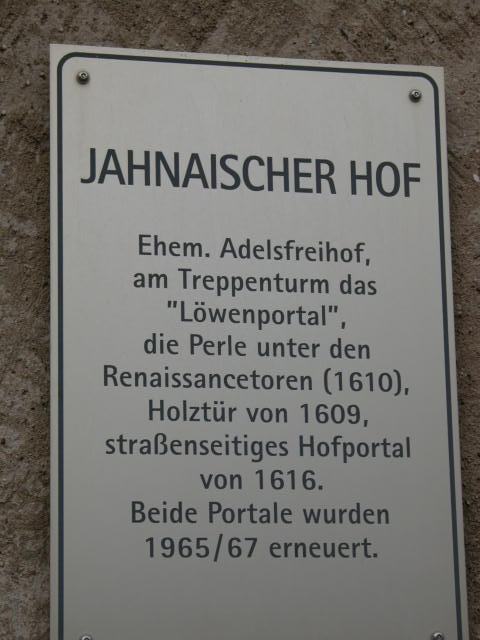 JAHNAISCHER HOF
Ehem. Adelsfreihof,
am Treppenturm das
"Löwenportal",
die Perle unter den
Renaissancetoren (1610),
Holztür von 1609,
straßenseitiges Hofportal
von 1616.
Beide Portale wurden
1965/67 erneuert.